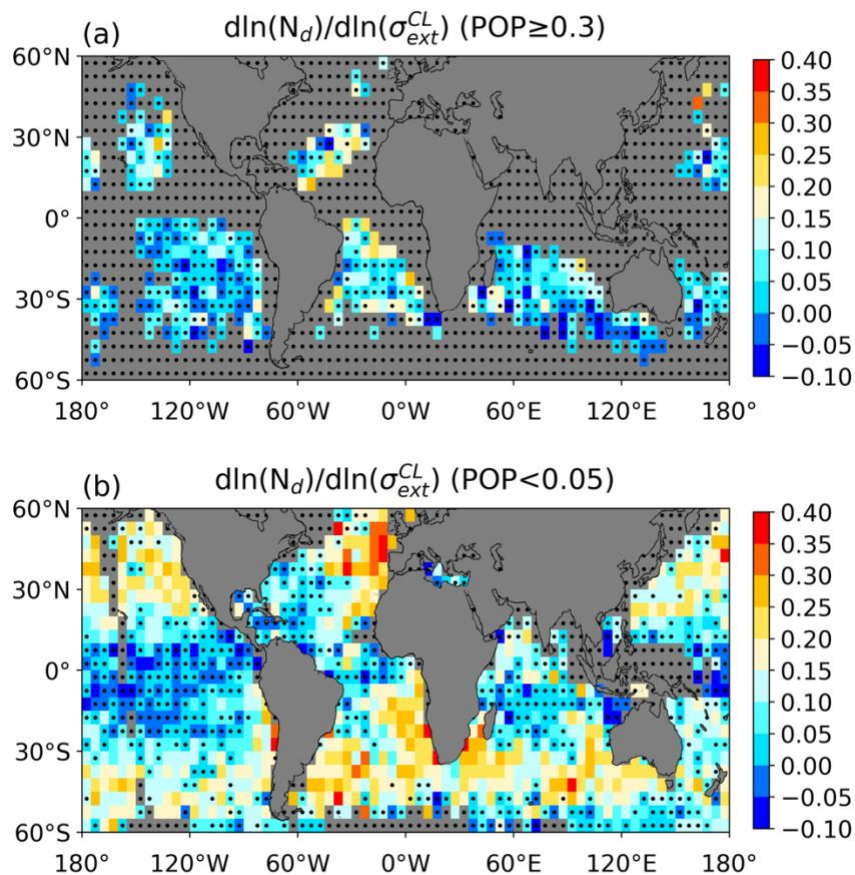 (a) dln(N_d)/dln(σ_ext^CL) (POP≥0.3)
60°N
30°N
0°
30°S
60°S
180° 120°W 60°W 0°W 60°E 120°E 180°
0.40
0.35
0.30
0.25
0.20
0.15
0.10
0.05
0.00
−0.05
−0.10
(b) dln(N_d)/dln(σ_ext^CL) (POP<0.05)
60°N
30°N
0°
30°S
60°S
180° 120°W 60°W 0°W 60°E 120°E 180°
0.40
0.35
0.30
0.25
0.20
0.15
0.10
0.05
0.00
−0.05
−0.10